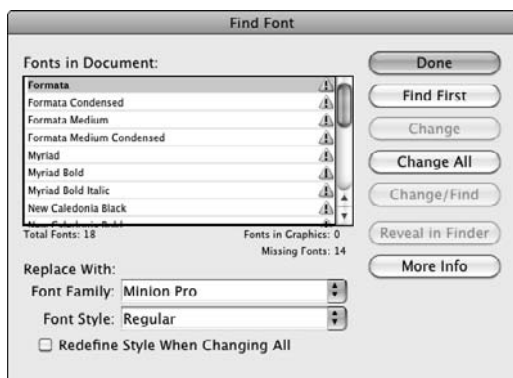 Find Font
Fonts in Document:
Formata
Formata Condensed
Formata Medium
Formata Medium Condensed
Myriad
Myriad Bold
Myriad Bold Italic
New Caledonia Black
Total Fonts: 18
Fonts in Graphics: 0
Missing Fonts: 14
Replace With:
Font Family: Minion Pro
Font Style: Regular
Redefine Style When Changing All
Done
Find First
Change
Change All
Change/Find
Reveal in Finder
More Info